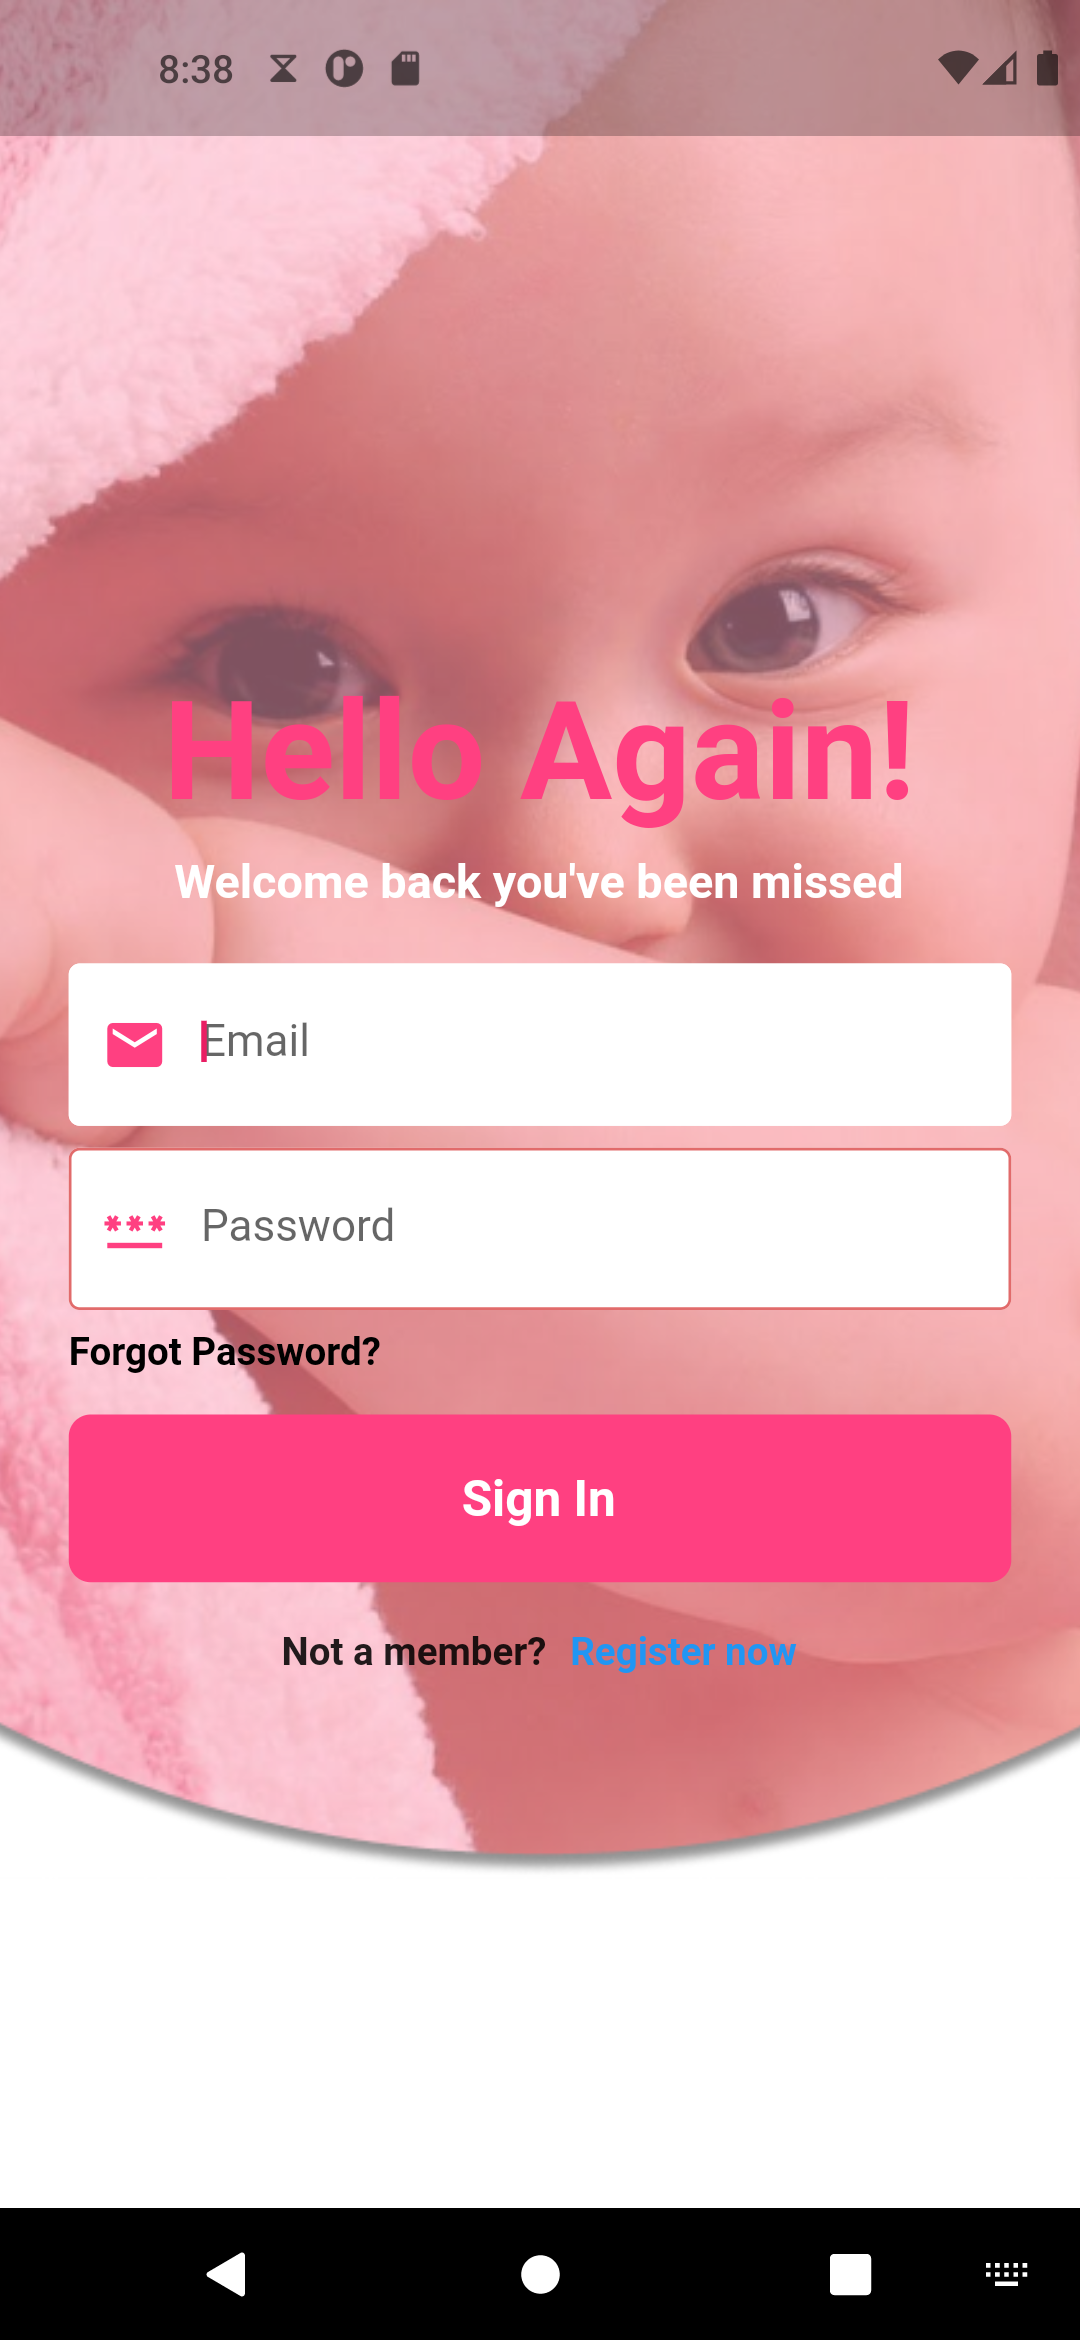 8:38
Hello Again!
Welcome back you've been missed
Email
Password
Forgot Password?
Sign In
Not a member? Register now